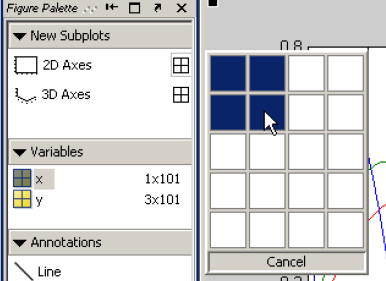 Figure Palette
New Subplots
2D Axes
3D Axes
Variables
x 1x101
y 3x101
Annotations
Line
0.8
Cancel